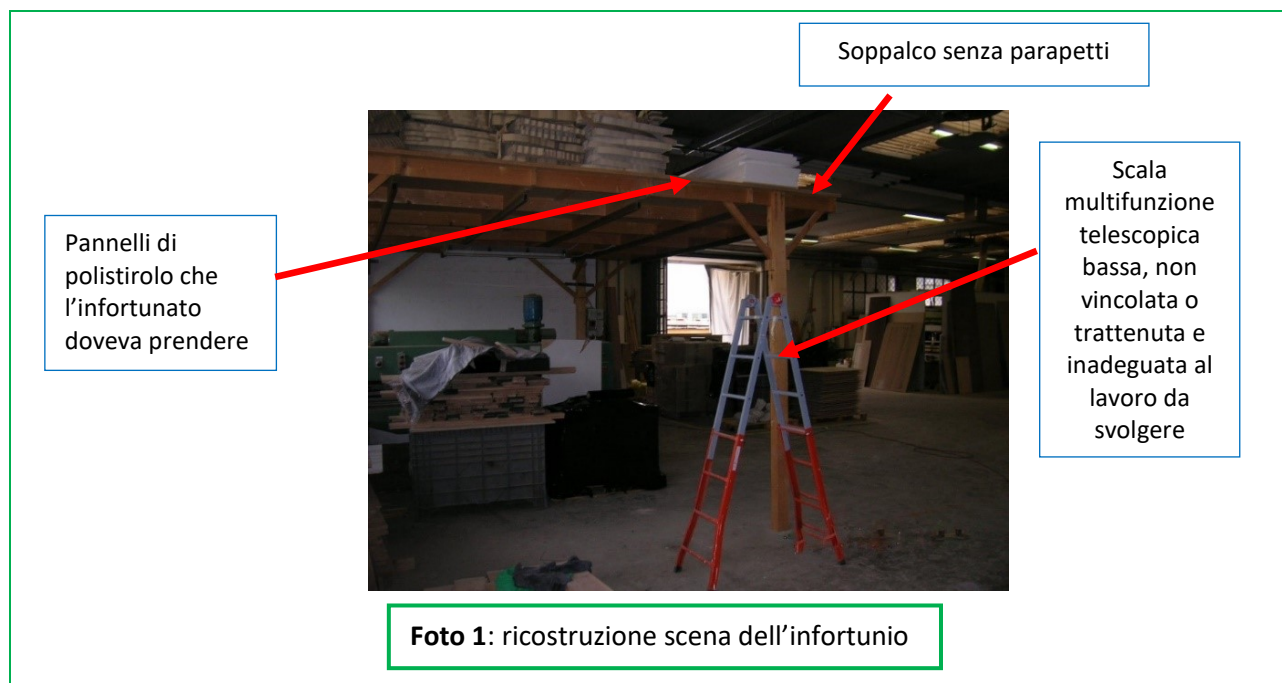 Soppalco senza parapetti
Scala
multifunzione
telescopica
bassa, non
vincolata o
trattenuta e
inadeguata al
lavoro da
svolgere
Pannelli di
polistirolo che
l’infortunato
doveva prendere
Foto 1: ricostruzione scena dell’infortunio